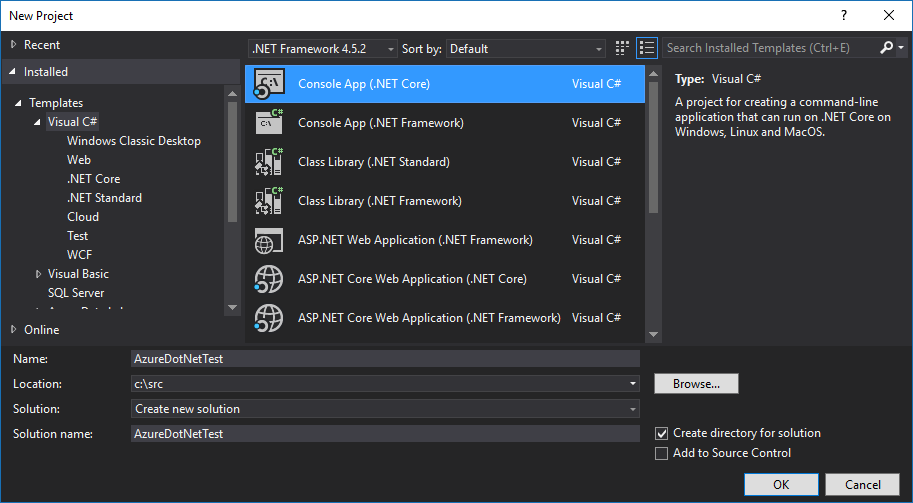 New Project
?
Recent
.NET Framework 4.5.2
Sort by:
Default
Search Installed Templates (Ctrl+E)
Installed
Templates
Visual C#
Windows Classic Desktop
Web
.NET Core
.NET Standard
Cloud
Test
WCF
Visual Basic
SQL Server
Online
Console App (.NET Core) Visual C#
Console App (.NET Framework) Visual C#
Class Library (.NET Standard) Visual C#
Class Library (.NET Framework) Visual C#
ASP.NET Web Application (.NET Framework) Visual C#
ASP.NET Core Web Application (.NET Core) Visual C#
ASP.NET Core Web Application (.NET Framework) Visual C#
Type: Visual C#
A project for creating a command-line
application that can run on .NET Core on
Windows, Linux and MacOS.
Name: AzureDotNetTest
Location: c:\src
Browse...
Solution: Create new solution
Solution name: AzureDotNetTest
Create directory for solution
Add to Source Control
OK
Cancel